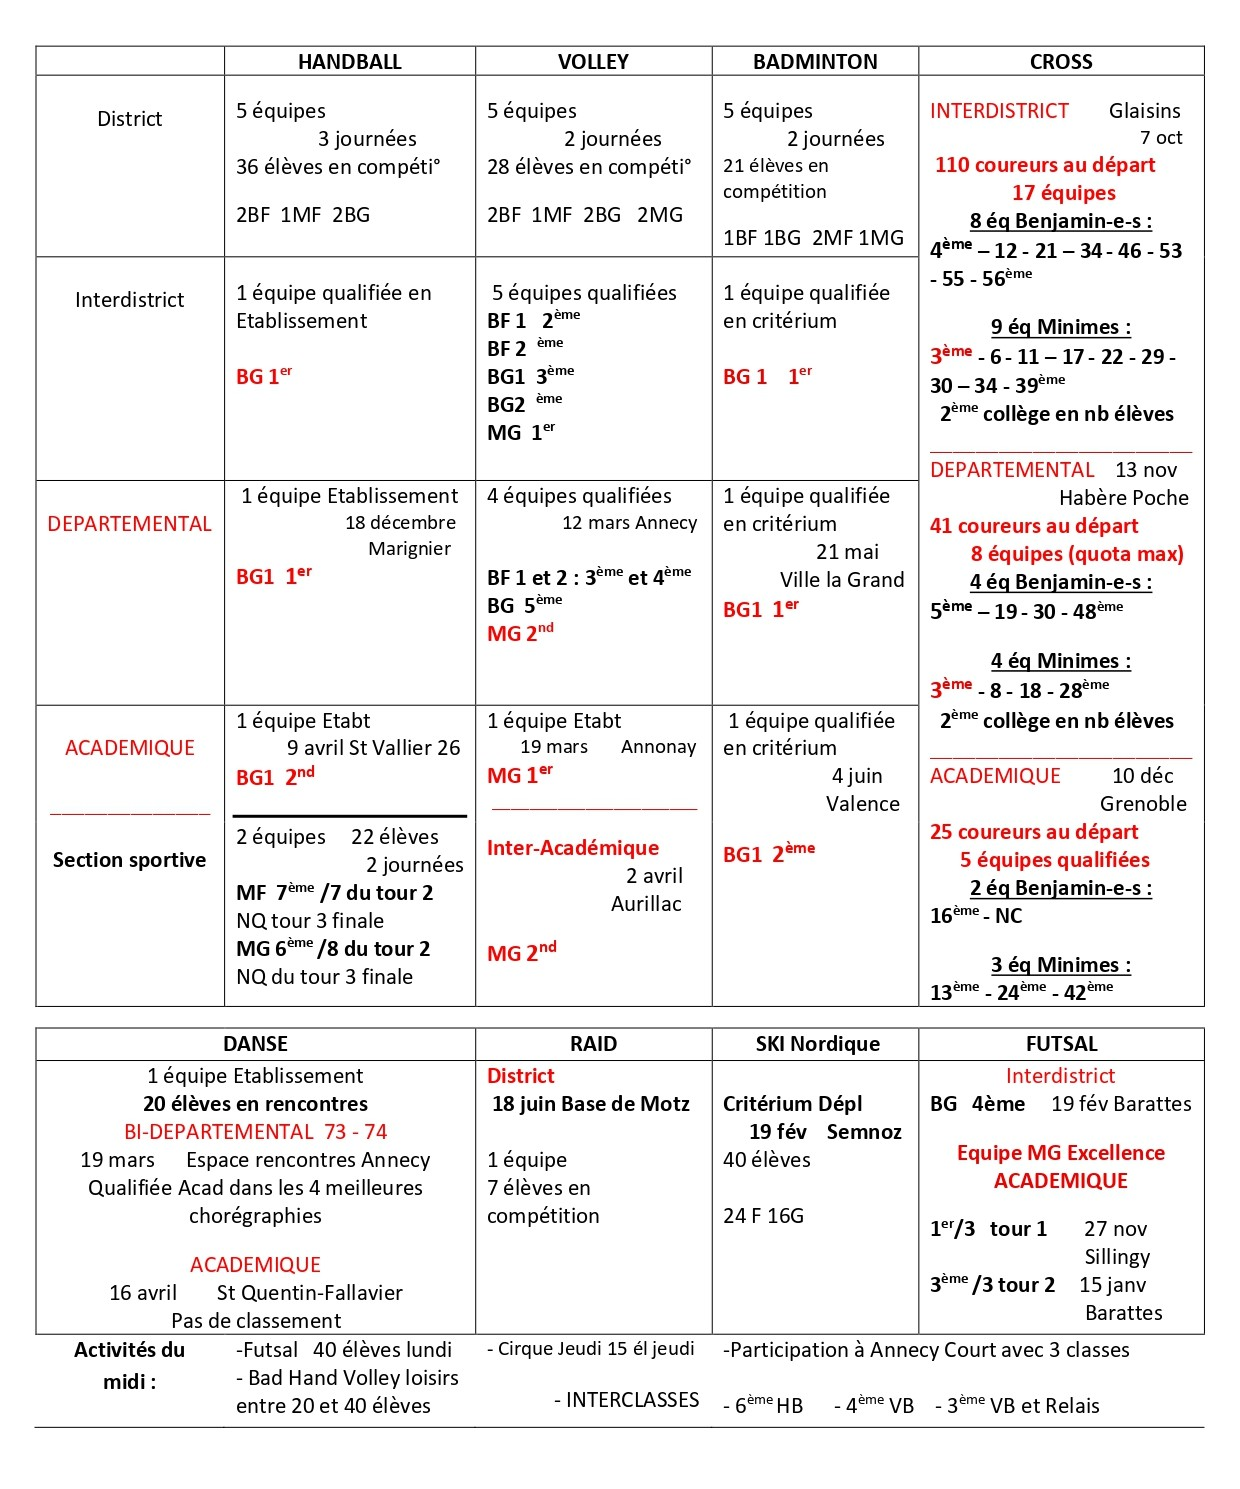 HANDBALL
VOLLEY
BADMINTON
CROSS
District
5 équipes
3 journées
36 élèves en compéti°
2BF 1MF 2BG
5 équipes
2 journées
28 élèves en compéti°
2BF 1MF 2BG 2MG
5 équipes
2 journées
21 élèves en
compétition
1BF 1BG 2MF 1MG
INTERDISTRICT Glaisins
7 oct
110 coureurs au départ
17 équipes
8 éq Benjamin-e-s :
4ème – 12 - 21 – 34 - 46 - 53
- 55 - 56ème
9 éq Minimes :
3ème - 6 - 11 – 17 - 22 - 29 -
30 – 34 - 39ème
2ème collège en nb élèves
DEPARTEMENTAL 13 nov
Habère Poche
41 coureurs au départ
8 équipes (quota max)
4 éq Benjamin-e-s :
5ème – 19 - 30 - 48ème
4 éq Minimes :
3ème - 8 - 18 - 28ème
2ème collège en nb élèves
ACADEMIQUE 10 déc
Grenoble
25 coureurs au départ
5 équipes qualifiées
2 éq Benjamin-e-s :
16ème - NC
3 éq Minimes :
13ème - 24ème - 42ème
Interdistrict
1 équipe qualifiée en
Etablissement
BG 1er
5 équipes qualifiées
BF 1 2ème
BF 2 ème
BG1 3ème
BG2 ème
MG 1er
1 équipe qualifiée
en critérium
BG 1 1er
DEPARTEMENTAL
1 équipe Etablissement
18 décembre
Marignier
BG1 1er
4 équipes qualifiées
12 mars Annecy
BF 1 et 2 : 3ème et 4ème
BG 5ème
MG 2nd
1 équipe qualifiée
en critérium
21 mai
Ville la Grand
BG1 1er
ACADEMIQUE
Section sportive
1 équipe Etabt
9 avril St Vallier 26
BG1 2nd
2 équipes 22 élèves
2 journées
MF 7ème /7 du tour 2
NQ tour 3 finale
MG 6ème /8 du tour 2
NQ du tour 3 finale
1 équipe Etabt
19 mars Annonay
MG 1er
Inter-Académique
2 avril
Aurillac
MG 2nd
1 équipe qualifiée
en critérium
4 juin
Valence
BG1 2ème
DANSE
RAID
SKI Nordique
FUTSAL
1 équipe Etablissement
20 élèves en rencontres
BI-DEPARTEMENTAL 73 - 74
19 mars Espace rencontres Annecy
Qualifiée Acad dans les 4 meilleures
chorégraphies
ACADEMIQUE
16 avril St Quentin-Fallavier
Pas de classement
District
18 juin Base de Motz
1 équipe
7 élèves en
compétition
Critérium Dépl
19 fév Semnoz
40 élèves
24 F 16G
Interdistrict
BG 4ème 19 fév Barattes
Equipe MG Excellence
ACADEMIQUE
1er/3 tour 1 27 nov
Sillingy
3ème /3 tour 2 15 janv
Barattes
Activités du
midi :
-Futsal 40 élèves lundi
- Bad Hand Volley loisirs
entre 20 et 40 élèves
- Cirque Jeudi 15 él jeudi
- INTERCLASSES
-Participation à Annecy Court avec 3 classes
- 6ème HB - 4ème VB - 3ème VB et Relais